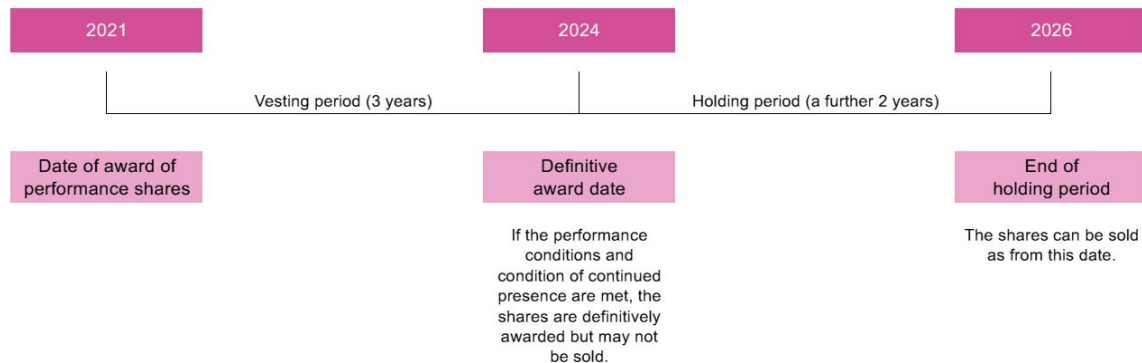 2021
2024
2026
Vesting period (3 years)
Holding period (a further 2 years)
Date of award of
performance shares
Definitive
award date
End of
holding period
If the performance
conditions and
condition of continued
presence are met, the
shares are definitively
awarded but may not
be sold.
The shares can be sold
as from this date.